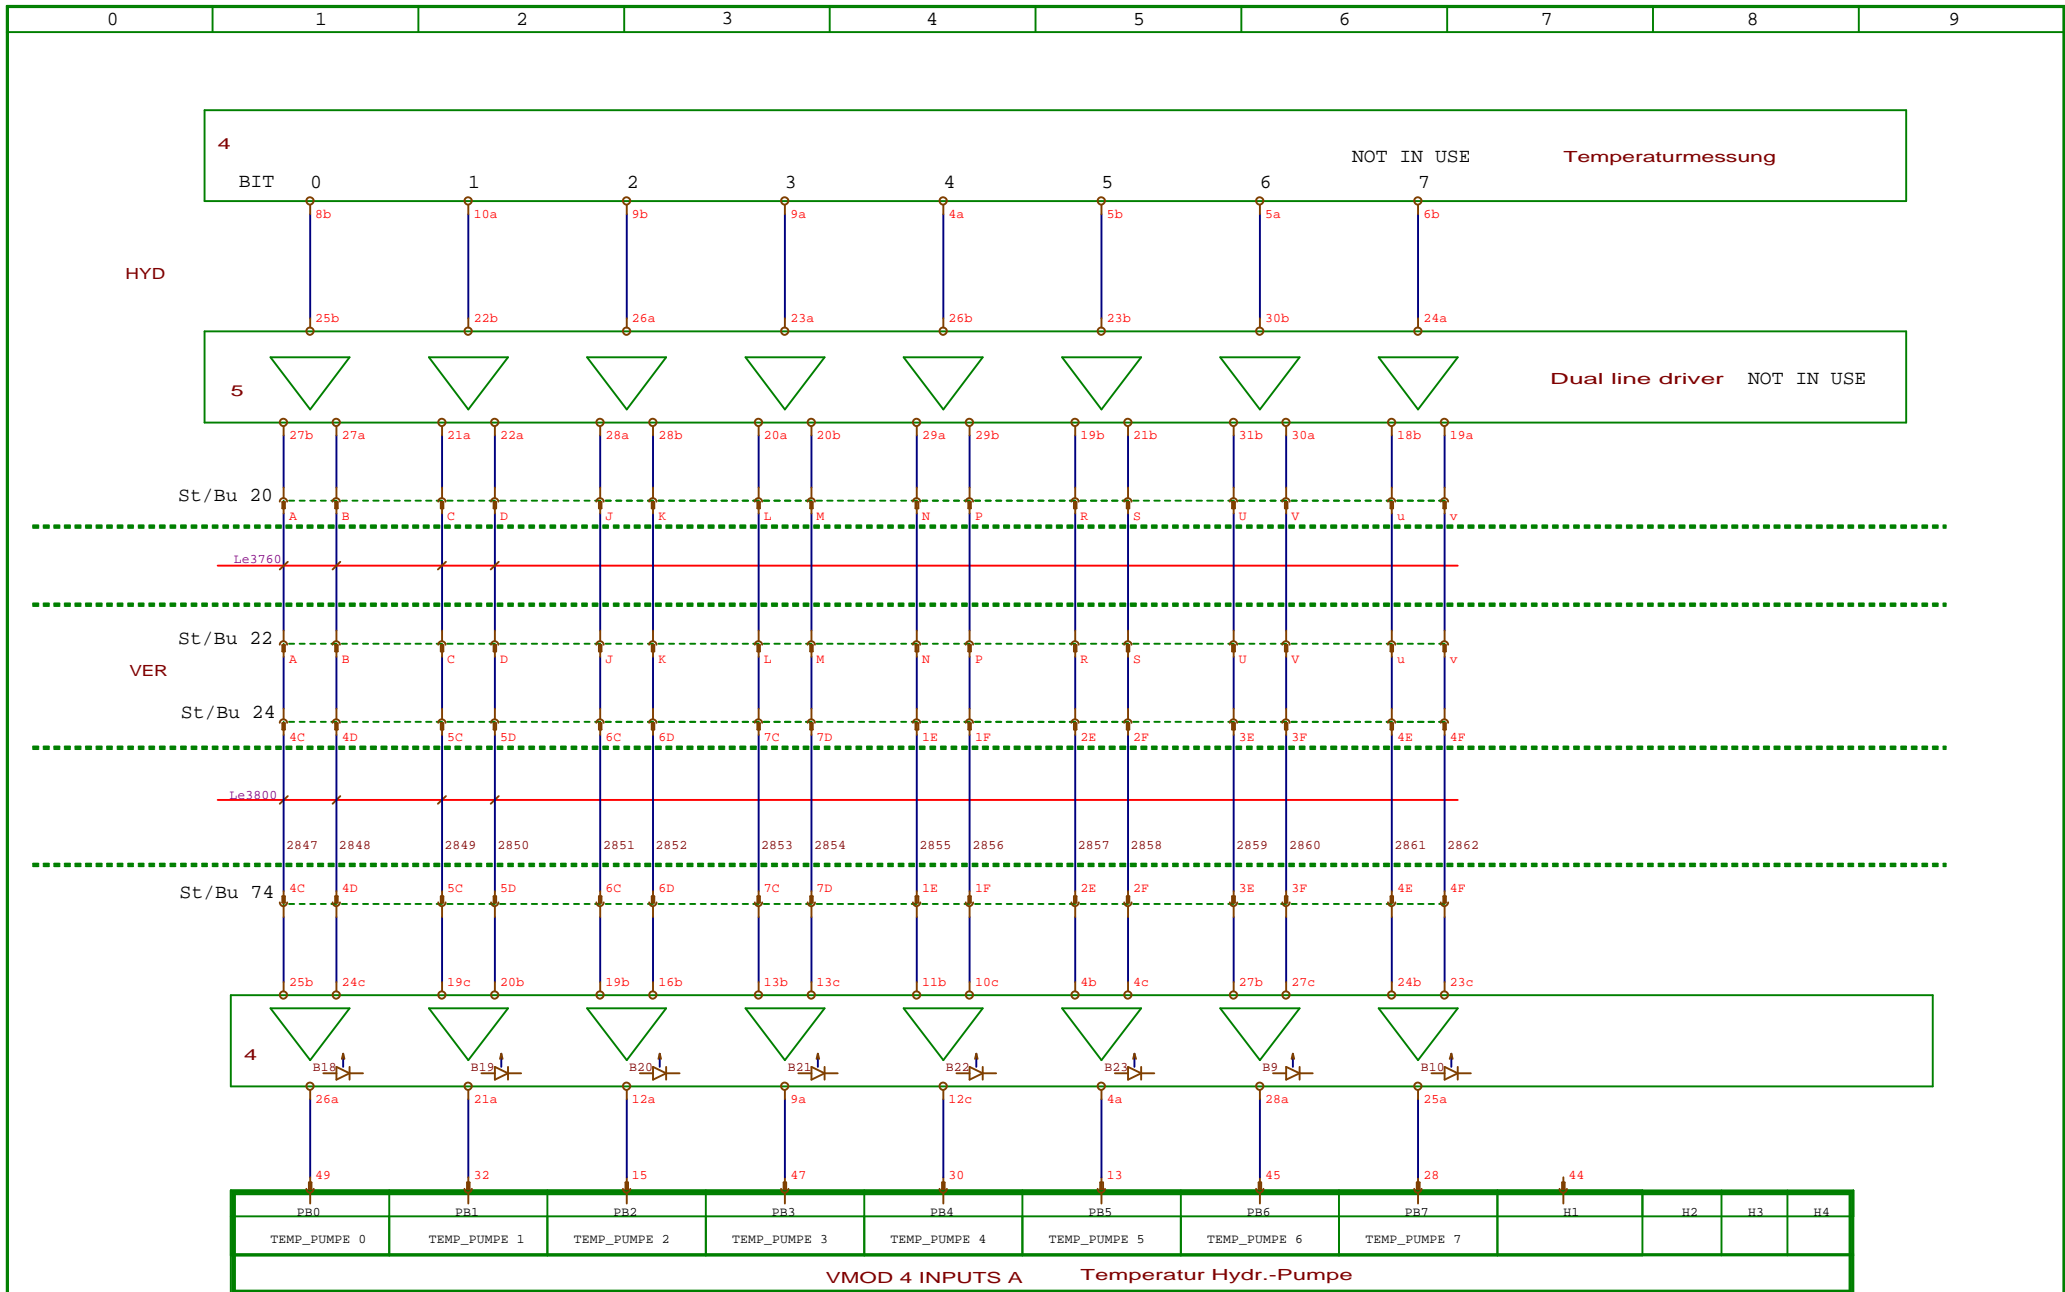 0 1 2 3 4 5 6 7 8 9
4
NOT IN USE Temperaturmessung
BIT 0 1 2 3 4 5 6 7
8b 10a 9b 9a 4a 5b 5a 6b
HYD
25b 22b 26a 23a 26b 23b 30b 24a
5 Dual line driver NOT IN USE
27b 27a 21a 22a 28a 28b 20a 20b 29a 29b 19b 21b 31b 30a 18b 19a
St/Bu 20
A B C D J K L M N P R S U V u v
Le3760
St/Bu 22
A B C D J K L M N P R S U V u v
VER
St/Bu 24
4C 4D 5C 5D 6C 6D 7C 7D 1E 1F 2E 2F 3E 3F 4E 4F
Le3800
2847 2848 2849 2850 2851 2852 2853 2854 2855 2856 2857 2858 2859 2860 2861 2862
St/Bu 74 4C 4D 5C 5D 6C 6D 7C 7D 1E 1F 2E 2F 3E 3F 4E 4F
25b 24c 19c 20b 19b 16b 13b 13c 11b 10c 4b 4c 27b 27c 24b 23c
4
B18 B19 B20 B21 B22 B23 B9 B10
26a 21a 12a 9a 12c 4a 28a 25a
49 32 15 47 30 13 45 28 44
PB0 PB1 PB2 PB3 PB4 PB5 PB6 PB7 H1 H2 H3 H4
TEMP_PUMPE 0 TEMP_PUMPE 1 TEMP_PUMPE 2 TEMP_PUMPE 3 TEMP_PUMPE 4 TEMP_PUMPE 5 TEMP_PUMPE 6 TEMP_PUMPE 7
VMOD 4 INPUTS A Temperatur Hydr.-Pumpe